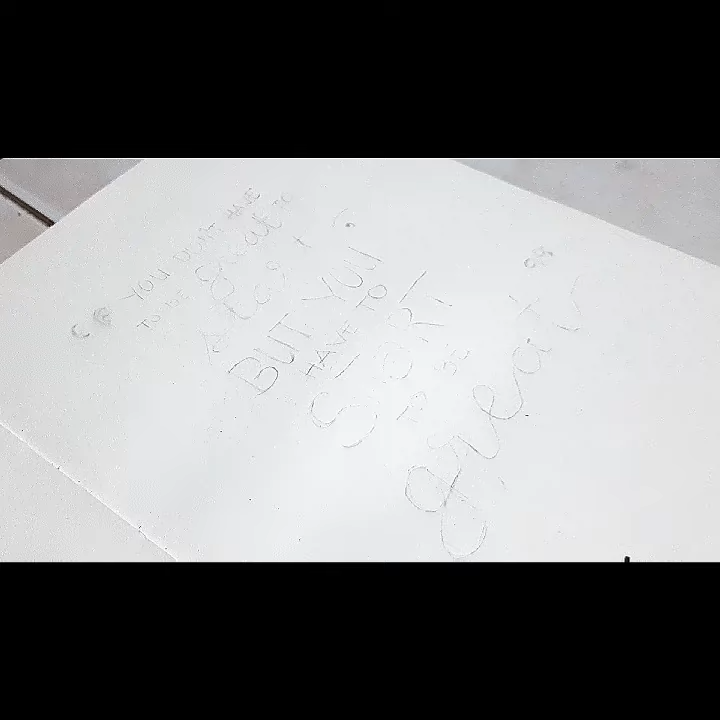 “ YOU DON'T HAVE
TO BE great TO
start,
BUT YOU
HAVE TO
START
TO BE
great ”